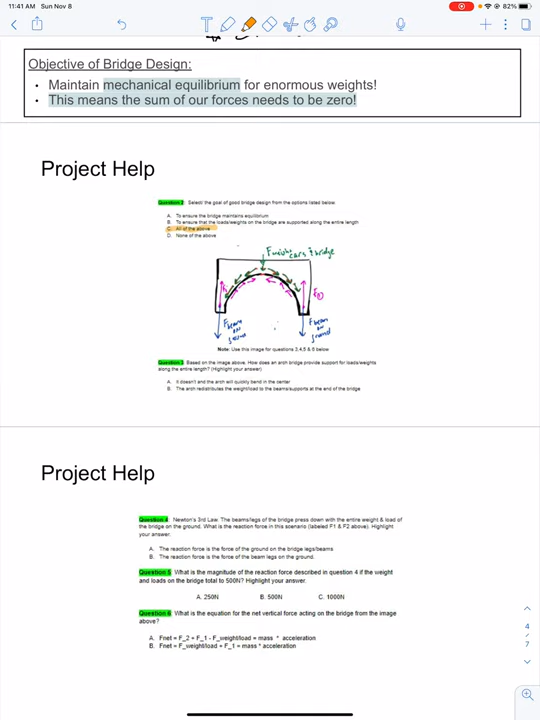 11:41 AM Sun Nov 8
82%
Objective of Bridge Design:
• Maintain mechanical equilibrium for enormous weights!
• This means the sum of our forces needs to be zero!
Project Help
Question 2: Select the goal of good bridge design from the options listed below.
A. To ensure the bridge maintains equilibrium
B. To ensure that the loads/weights on the bridge are supported along the entire length
C. All of the above
D. None of the above
cars & bridge
F beam on ground
F beam on ground
Note: Use this image for questions 3,4,5 & 6 below
Question 3: Based on the image above. How does an arch bridge provide support for loads/weights
along the entire length? (Highlight your answer)
A. It doesn't and the arch will quickly bend in the center
B. The arch redistributes the weight/load to the beams/supports at the end of the bridge
Project Help
Question 4: Newton's 3rd Law. The beams/legs of the bridge press down with the entire weight & load of
the bridge on the ground. What is the reaction force in this scenario (labeled F1 & F2 above). Highlight
your answer.
A. The reaction force is the force of the ground on the bridge legs/beams
B. The reaction force is the force of the beam legs on the ground.
Question 5: What is the magnitude of the reaction force described in question 4 if the weight
and loads on the bridge total to 500N? Highlight your answer.
A. 250N B. 500N C. 1000N
Question 6: What is the equation for the net vertical force acting on the bridge from the image
above?
A. Fnet = F_2 + F_1 - F_weight/load = mass * acceleration
B. Fnet = F_weight/load + F_1 = mass * acceleration
4
/
7